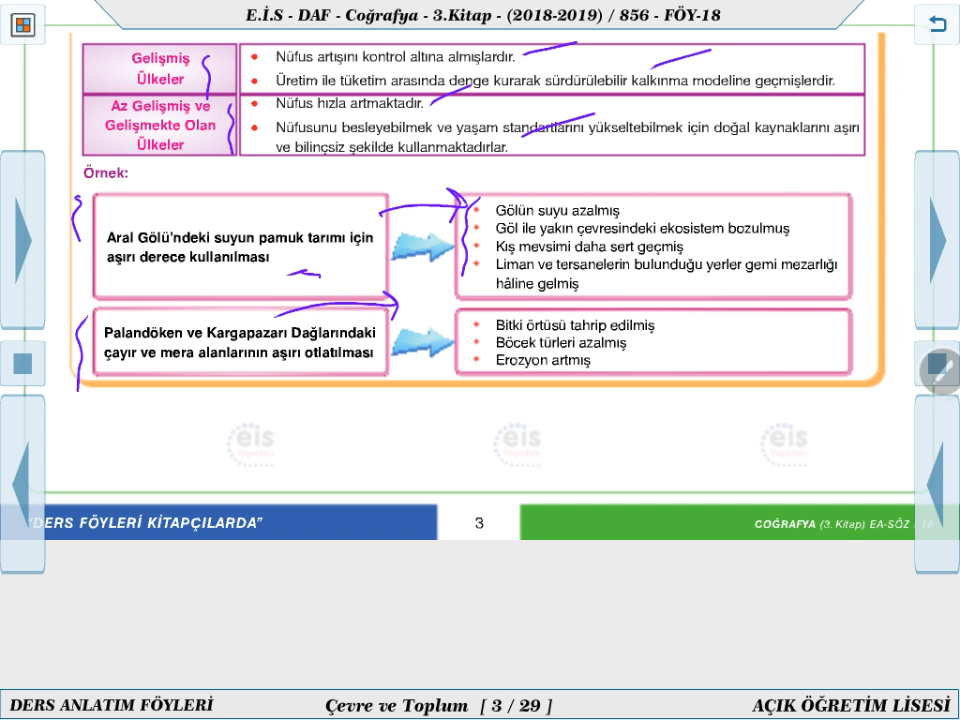 E.İ.S - DAF - Coğrafya - 3.Kitap - (2018-2019) / 856 - FÖY-18
Gelişmiş
Ülkeler
• Nüfus artışını kontrol altına almışlardır.
• Üretim ile tüketim arasında denge kurarak sürdürülebilir kalkınma modeline geçmişlerdir.
Az Gelişmiş ve
Gelişmekte Olan
Ülkeler
• Nüfus hızla artmaktadır.
• Nüfusunu besleyebilmek ve yaşam standartlarını yükseltebilmek için doğal kaynaklarını aşırı
ve bilinçsiz şekilde kullanmaktadırlar.
Örnek:
Aral Gölü’ndeki suyun pamuk tarımı için
aşırı derece kullanılması
• Gölün suyu azalmış
• Göl ile yakın çevresindeki ekosistem bozulmuş
• Kış mevsimi daha sert geçmiş
• Liman ve tersanelerin bulunduğu yerler gemi mezarlığı
hâline gelmiş
Palandöken ve Kargapazarı Dağlarındaki
çayır ve mera alanlarının aşırı otlatılması
• Bitki örtüsü tahrip edilmiş
• Böcek türleri azalmış
• Erozyon artmış
eis eis eis
"DERS FÖYLERİ KİTAPÇILARDA"
3
COĞRAFYA (3. Kitap) EA-SÖZ / 18
DERS ANLATIM FÖYLERİ
Çevre ve Toplum [ 3 / 29 ]
AÇIK ÖĞRETİM LİSESİ